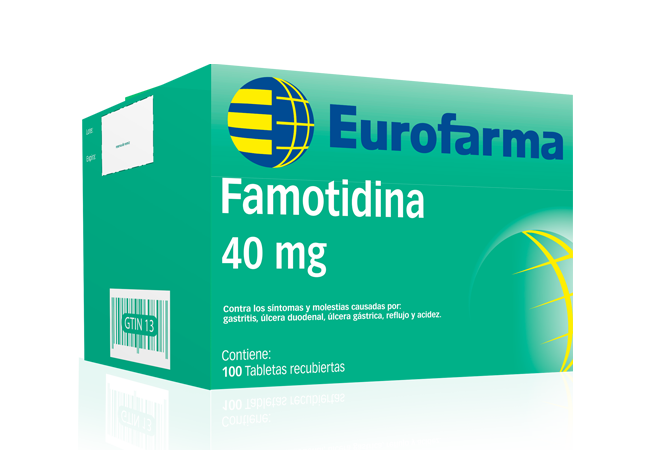 Eurofarma
Famotidina
40 mg
Contra los síntomas y molestias causadas por:
gastritis, úlcera duodenal, úlcera gástrica, reflujo y acidez.
Contiene:
100 Tabletas recubiertas
GTIN 13